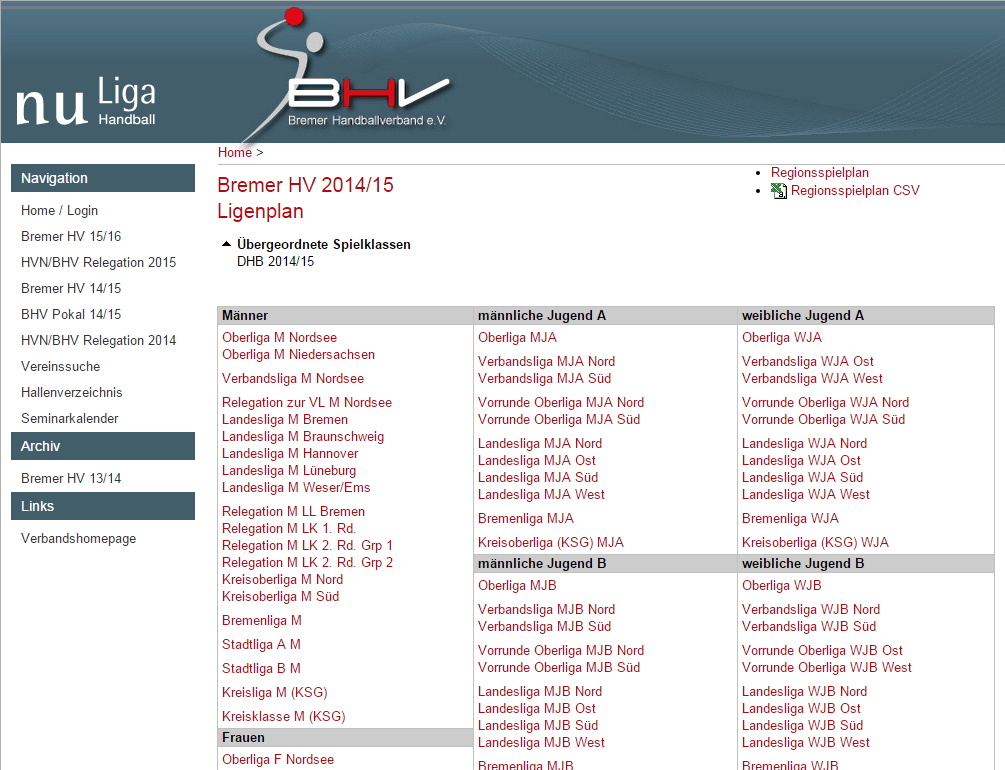 nu Liga
Handball
BHV
Bremer Handballverband e.V.
Home >
Navigation
Home / Login
Bremer HV 15/16
HVN/BHV Relegation 2015
Bremer HV 14/15
BHV Pokal 14/15
HVN/BHV Relegation 2014
Vereinssuche
Hallenverzeichnis
Seminarkalender
Archiv
Bremer HV 13/14
Links
Verbandshomepage
Bremer HV 2014/15
Ligenplan
Regionsspielplan
Regionsspielplan CSV
Übergeordnete Spielklassen
DHB 2014/15
Männer
Oberliga M Nordsee
Oberliga M Niedersachsen
Verbandsliga M Nordsee
Relegation zur VL M Nordsee
Landesliga M Bremen
Landesliga M Braunschweig
Landesliga M Hannover
Landesliga M Lüneburg
Landesliga M Weser/Ems
Relegation M LL Bremen
Relegation M LK 1. Rd.
Relegation M LK 2. Rd. Grp 1
Relegation M LK 2. Rd. Grp 2
Kreisoberliga M Nord
Kreisoberliga M Süd
Bremenliga M
Stadtliga A M
Stadtliga B M
Kreisliga M (KSG)
Kreisklasse M (KSG)
Frauen
Oberliga F Nordsee
männliche Jugend A
Oberliga MJA
Verbandsliga MJA Nord
Verbandsliga MJA Süd
Vorrunde Oberliga MJA Nord
Vorrunde Oberliga MJA Süd
Landesliga MJA Nord
Landesliga MJA Ost
Landesliga MJA Süd
Landesliga MJA West
Bremenliga MJA
Kreisoberliga (KSG) MJA
männliche Jugend B
Oberliga MJB
Verbandsliga MJB Nord
Verbandsliga MJB Süd
Vorrunde Oberliga MJB Nord
Vorrunde Oberliga MJB Süd
Landesliga MJB Nord
Landesliga MJB Ost
Landesliga MJB Süd
Landesliga MJB West
Bremenliga MJB
weibliche Jugend A
Oberliga WJA
Verbandsliga WJA Ost
Verbandsliga WJA West
Vorrunde Oberliga WJA Nord
Vorrunde Oberliga WJA Süd
Landesliga WJA Nord
Landesliga WJA Ost
Landesliga WJA Süd
Landesliga WJA West
Bremenliga WJA
Kreisoberliga (KSG) WJA
weibliche Jugend B
Oberliga WJB
Verbandsliga WJB Nord
Verbandsliga WJB Süd
Vorrunde Oberliga WJB Ost
Vorrunde Oberliga WJB West
Landesliga WJB Nord
Landesliga WJB Ost
Landesliga WJB Süd
Landesliga WJB West
Bremenliga WJB